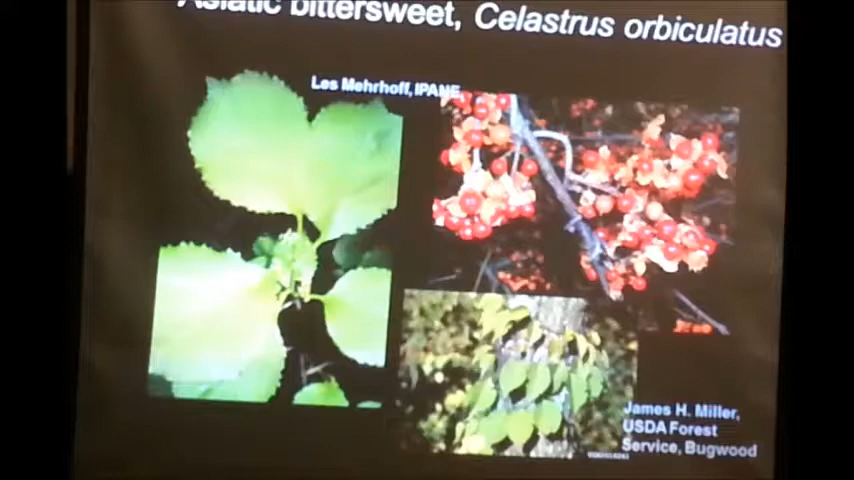 Asiatic bittersweet, Celastrus orbiculatus
Les Mehrhoff, IPANE,
James H. Miller,
USDA Forest
Service, Bugwood